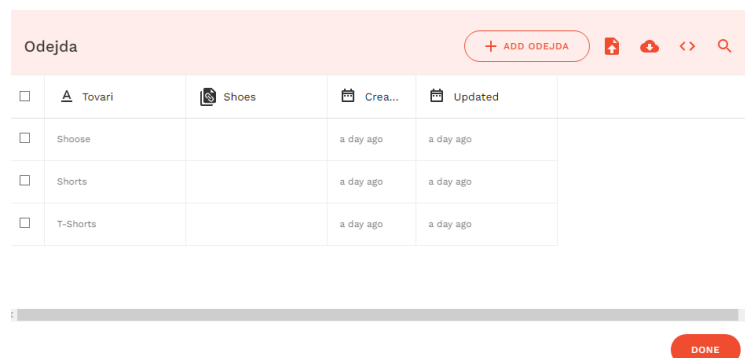 Odejda
+ ADD ODEJDA
Tovari Shoes Crea... Updated
Shoose a day ago a day ago
Shorts a day ago a day ago
T-Shorts a day ago a day ago
DONE